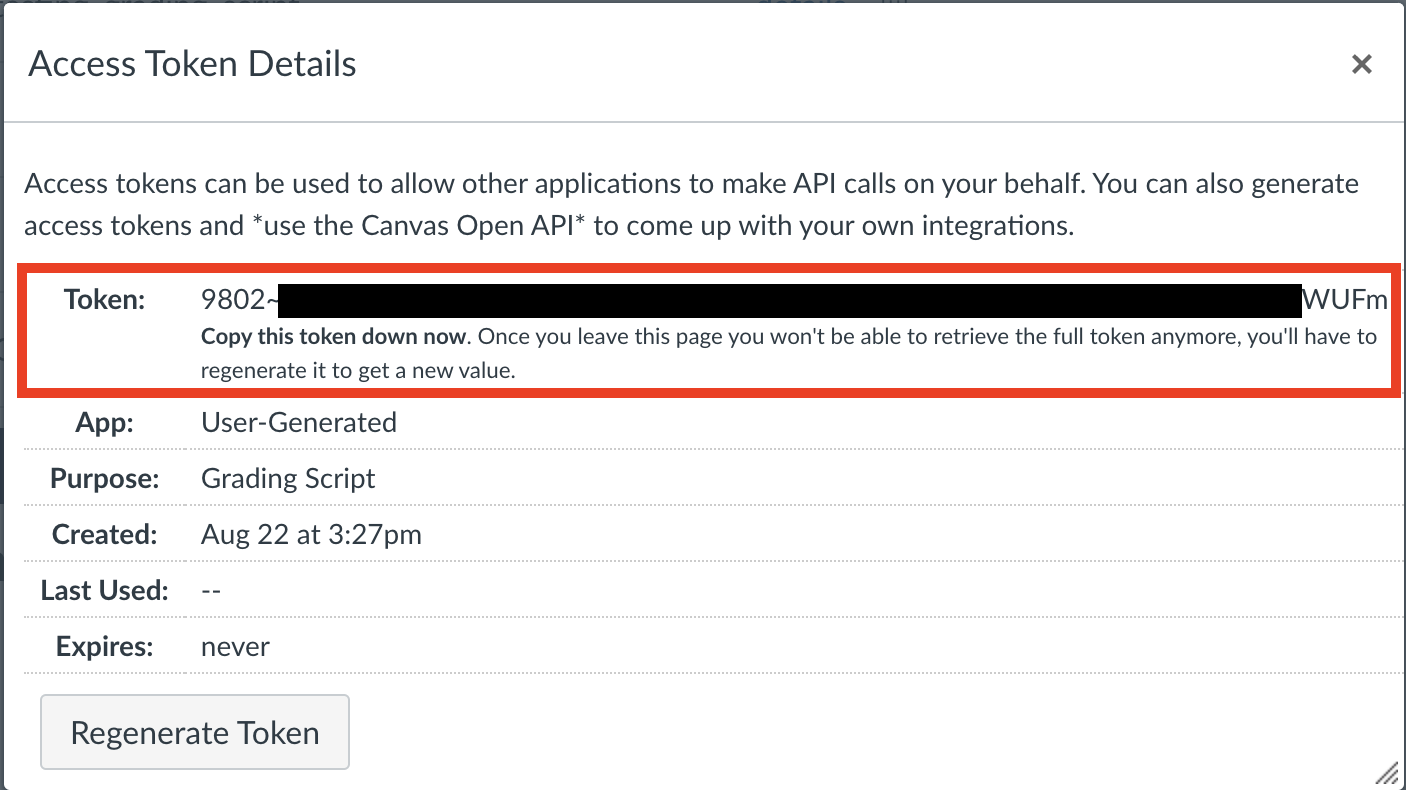 Access Token Details ×
Access tokens can be used to allow other applications to make API calls on your behalf. You can also generate
access tokens and *use the Canvas Open API* to come up with your own integrations.
Token: 9802~ WUFm
Copy this token down now. Once you leave this page you won't be able to retrieve the full token anymore, you'll have to
regenerate it to get a new value.
App: User-Generated
Purpose: Grading Script
Created: Aug 22 at 3:27pm
Last Used: --
Expires: never
Regenerate Token